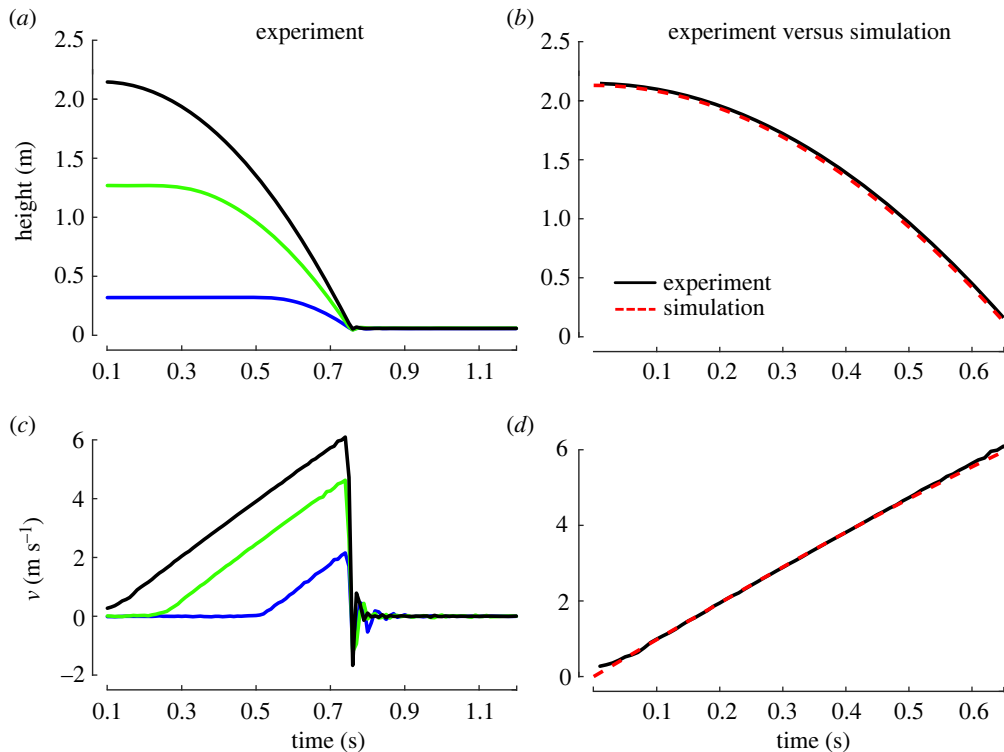 (a)
experiment
2.5
2.0
1.5
1.0
0.5
0
height (m)
0.1 0.3 0.5 0.7 0.9 1.1
(b)
experiment versus simulation
2.5
2.0
1.5
1.0
0.5
0
experiment
simulation
0.1 0.2 0.3 0.4 0.5 0.6
(c)
6
4
2
0
–2
v (m s–1)
0.1 0.3 0.5 0.7 0.9 1.1
time (s)
(d)
6
4
2
0
0.1 0.2 0.3 0.4 0.5 0.6
time (s)